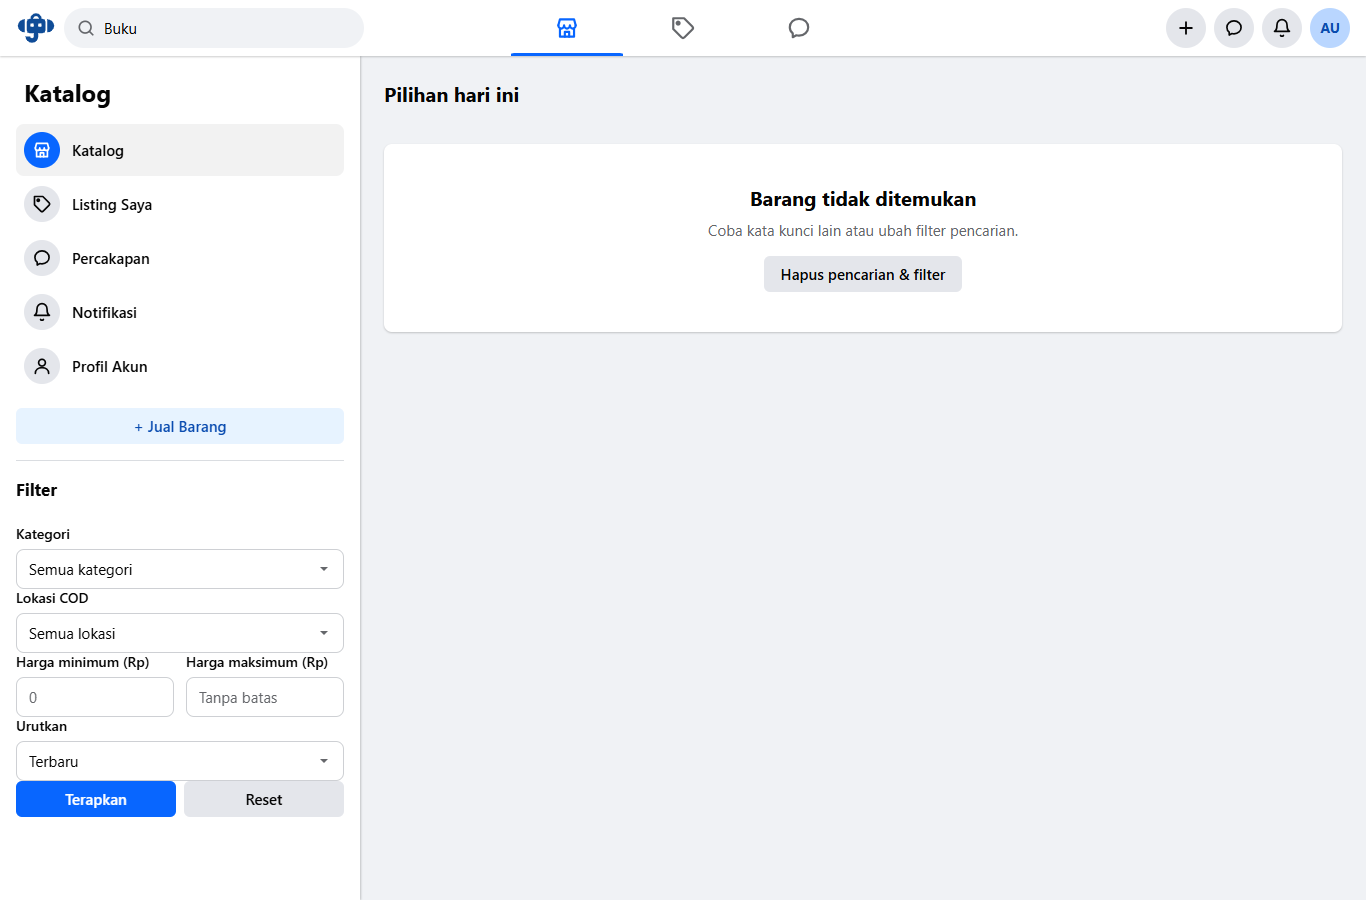 Buku
AU
Katalog
Katalog
Listing Saya
Percakapan
Notifikasi
Profil Akun
+ Jual Barang
Filter
Kategori
Semua kategori
Lokasi COD
Semua lokasi
Harga minimum (Rp) Harga maksimum (Rp)
0 Tanpa batas
Urutkan
Terbaru
Terapkan Reset
Pilihan hari ini
Barang tidak ditemukan
Coba kata kunci lain atau ubah filter pencarian.
Hapus pencarian & filter